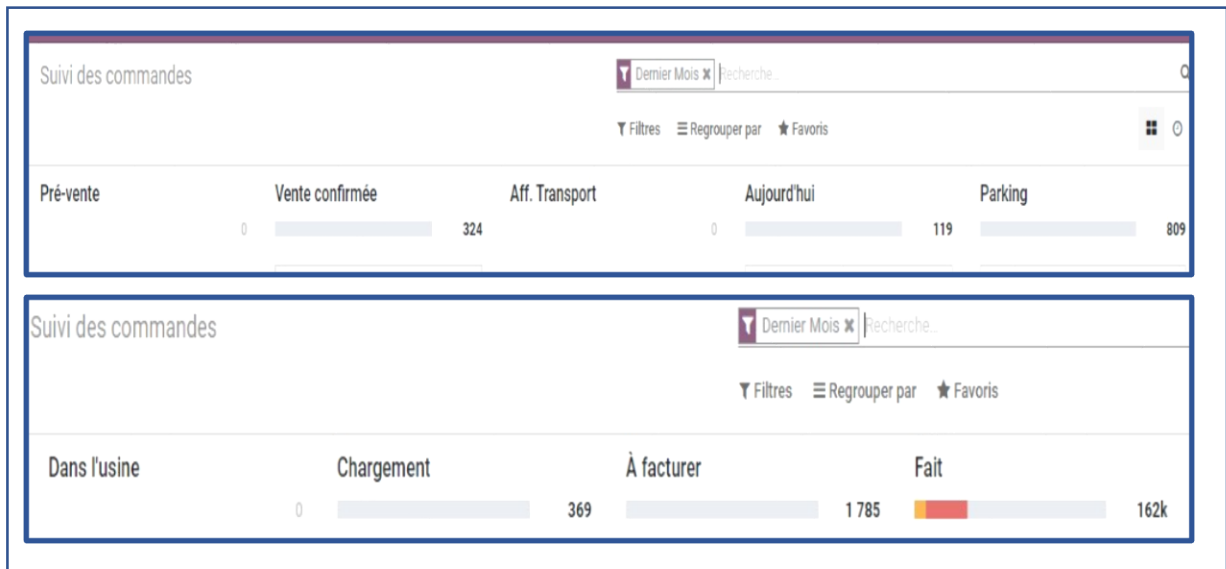 Suivi des commandes
Dernier Mois ✖ Recherche...
Filtres Regrouper par Favoris
Pré-vente Vente confirmée Aff. Transport Aujourd'hui Parking
0 324 0 119 809
Suivi des commandes
Dernier Mois ✖ Recherche...
Filtres Regrouper par Favoris
Dans l'usine Chargement À facturer Fait
0 369 1 785 162k